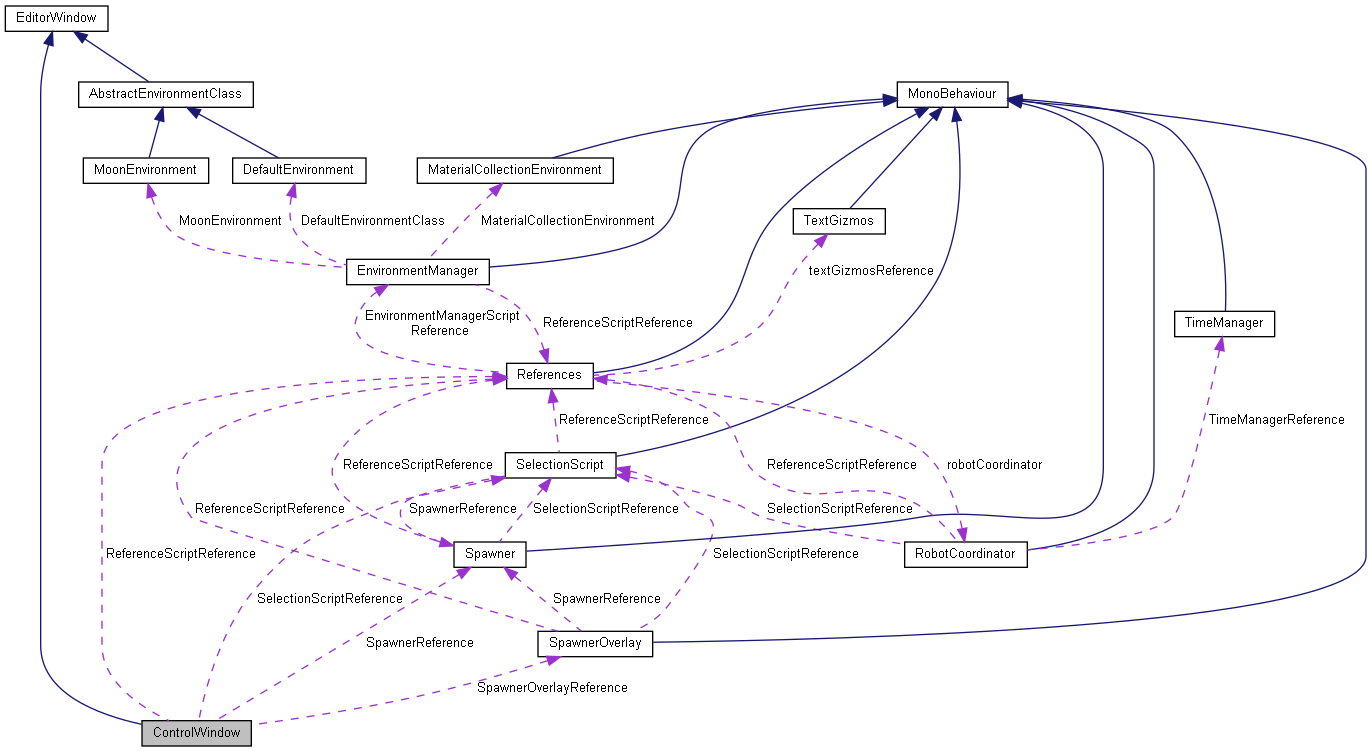 EditorWindow
AbstractEnvironmentClass
MonoBehaviour
MoonEnvironment
DefaultEnvironment
MaterialCollectionEnvironment
MoonEnvironment
DefaultEnvironmentClass
MaterialCollectionEnvironment
TextGizmos
EnvironmentManager
textGizmosReference
EnvironmentManagerScript
Reference
ReferenceScriptReference
TimeManager
References
ReferenceScriptReference
TimeManagerReference
SelectionScript
ReferenceScriptReference
ReferenceScriptReference
robotCoordinator
ReferenceScriptReference
SpawnerReference
SelectionScriptReference
SelectionScriptReference
ReferenceScriptReference
Spawner
SelectionScriptReference
RobotCoordinator
SelectionScriptReference
SpawnerReference
SpawnerReference
SpawnerOverlay
SpawnerOverlayReference
ControlWindow